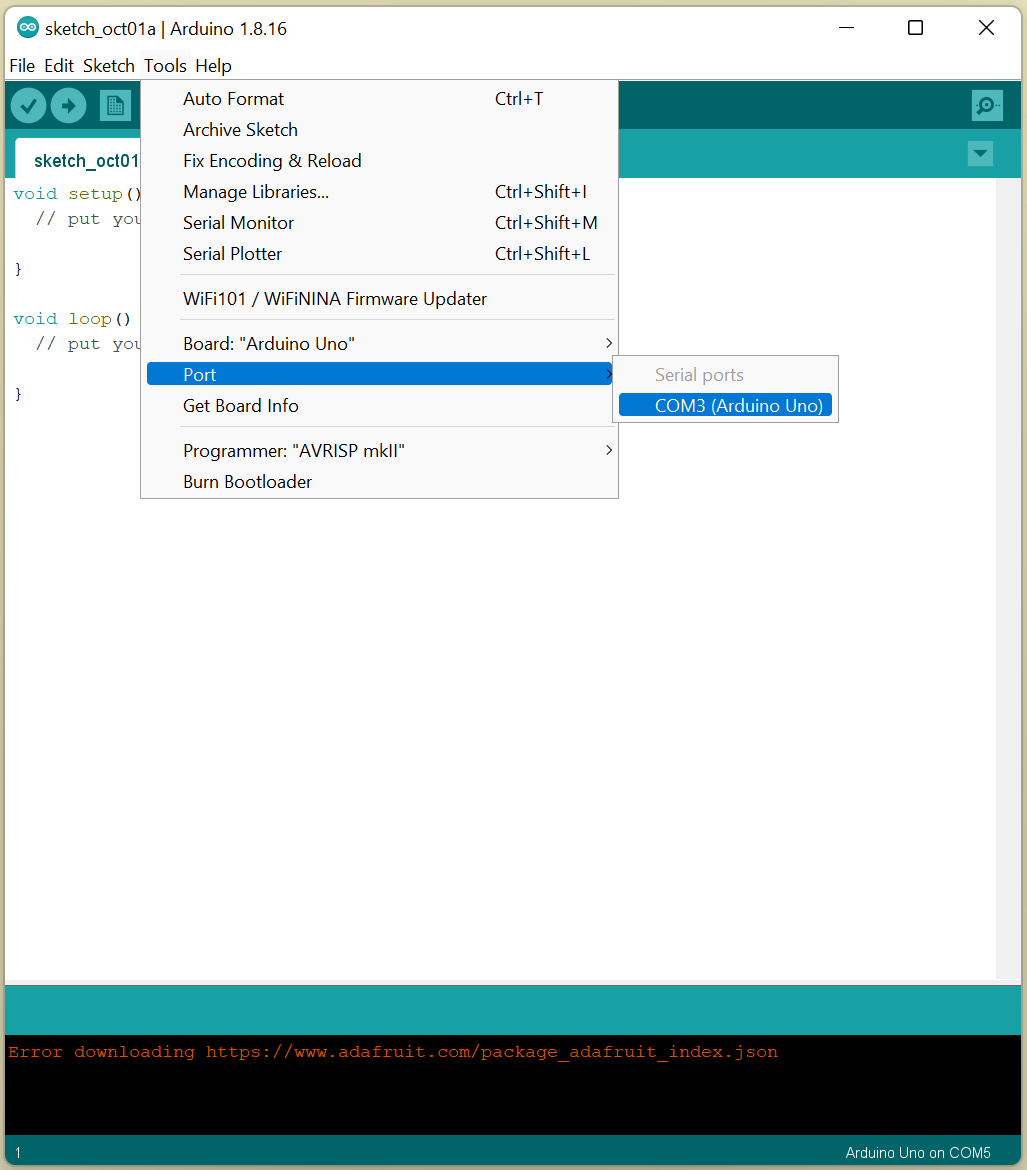 sketch_oct01a | Arduino 1.8.16
File Edit Sketch Tools Help
Auto Format Ctrl+T
Archive Sketch
Fix Encoding & Reload
Manage Libraries... Ctrl+Shift+I
Serial Monitor Ctrl+Shift+M
Serial Plotter Ctrl+Shift+L
WiFi101 / WiFiNINA Firmware Updater
Board: "Arduino Uno"
Port
Get Board Info
Programmer: "AVRISP mkII"
Burn Bootloader
Serial ports
COM3 (Arduino Uno)
sketch_oct01
void setup()
// put you
}
void loop()
// put you
}
Error downloading https://www.adafruit.com/package_adafruit_index.json
1
Arduino Uno on COM5